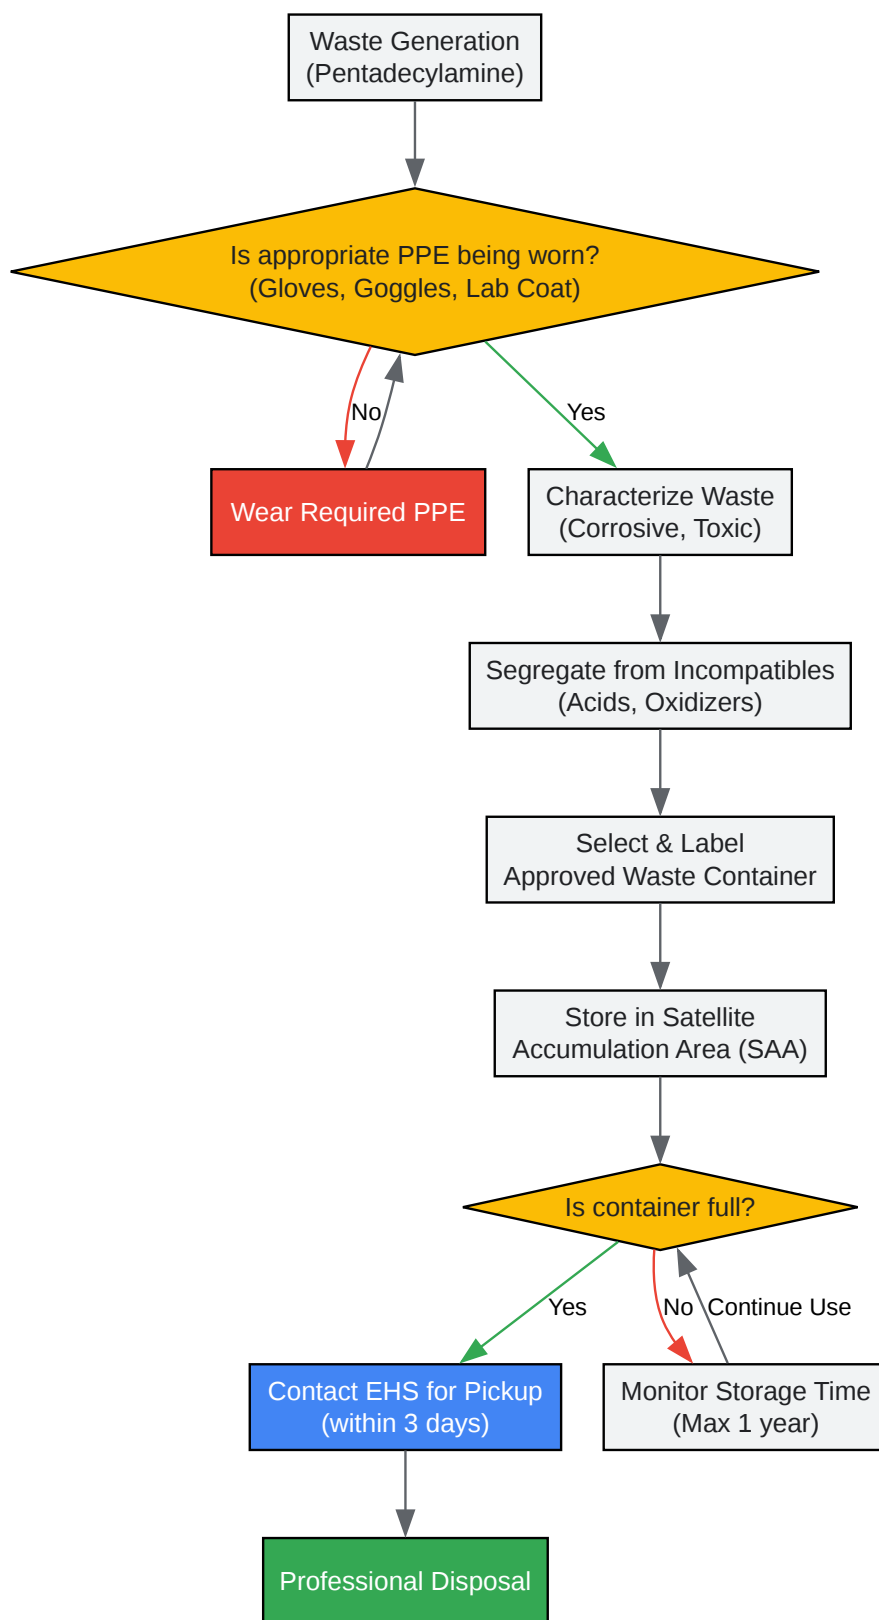 Waste Generation
(Pentadecylamine)
Is appropriate PPE being worn?
(Gloves, Goggles, Lab Coat)
No
Yes
Wear Required PPE
Characterize Waste
(Corrosive, Toxic)
Segregate from Incompatibles
(Acids, Oxidizers)
Select & Label
Approved Waste Container
Store in Satellite
Accumulation Area (SAA)
Is container full?
Yes
No
Continue Use
Contact EHS for Pickup
(within 3 days)
Monitor Storage Time
(Max 1 year)
Professional Disposal